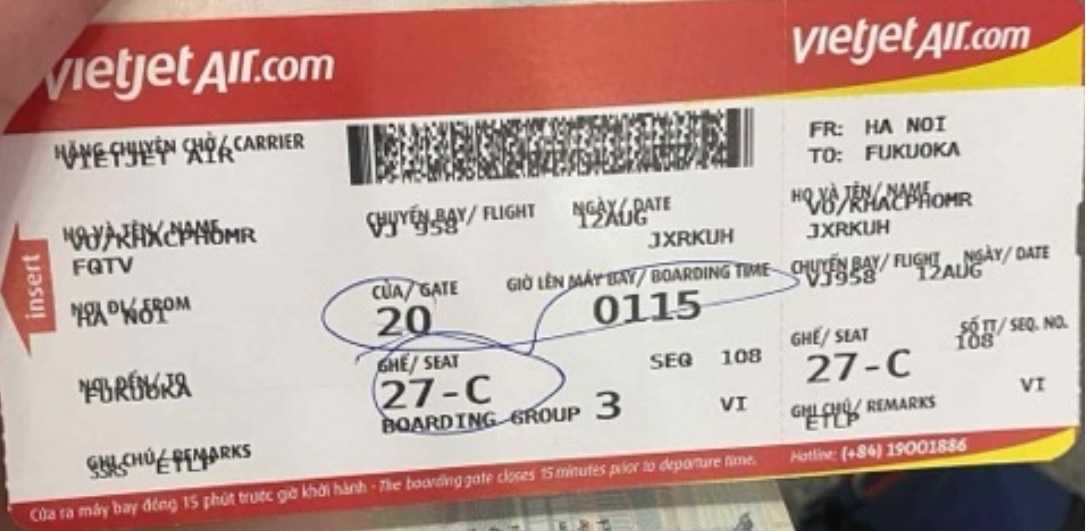 vietjetAir.com
HÃNG CHUYÊN CHỞ/ CARRIER
VIETJET AIR
HỌ VÀ TÊN/ NAME
VO/KHACPHOMR
FQTV
NƠI ĐI/ FROM
HA NOI
NƠI ĐẾN/ TO
FUKUOKA
GHI CHÚ/ REMARKS
SSRS ETLP
CHUYẾN BAY/ FLIGHT
VJ 958
NGÀY/ DATE
12AUG
JXRKUH
CỬA/ GATE
20
GIỜ LÊN MÁY BAY/ BOARDING TIME
0115
GHẾ/ SEAT
27-C
SEQ 108
BOARDING GROUP 3
VI
insert
Cửa ra máy bay đóng 15 phút trước giờ khởi hành - The boarding gate closes 15 minutes prior to departure time.
vietjetAir.com
FR: HA NOI
TO: FUKUOKA
HỌ VÀ TÊN/ NAME
VO/KHACPHOMR
JXRKUH
CHUYẾN BAY/ FLIGHT NGÀY/ DATE
VJ958 12AUG
GHẾ/ SEAT
27-C
SỐ TT/ SEQ. NO.
108
VI
GHI CHÚ/ REMARKS
ETLP
Hotline: (+84) 19001886